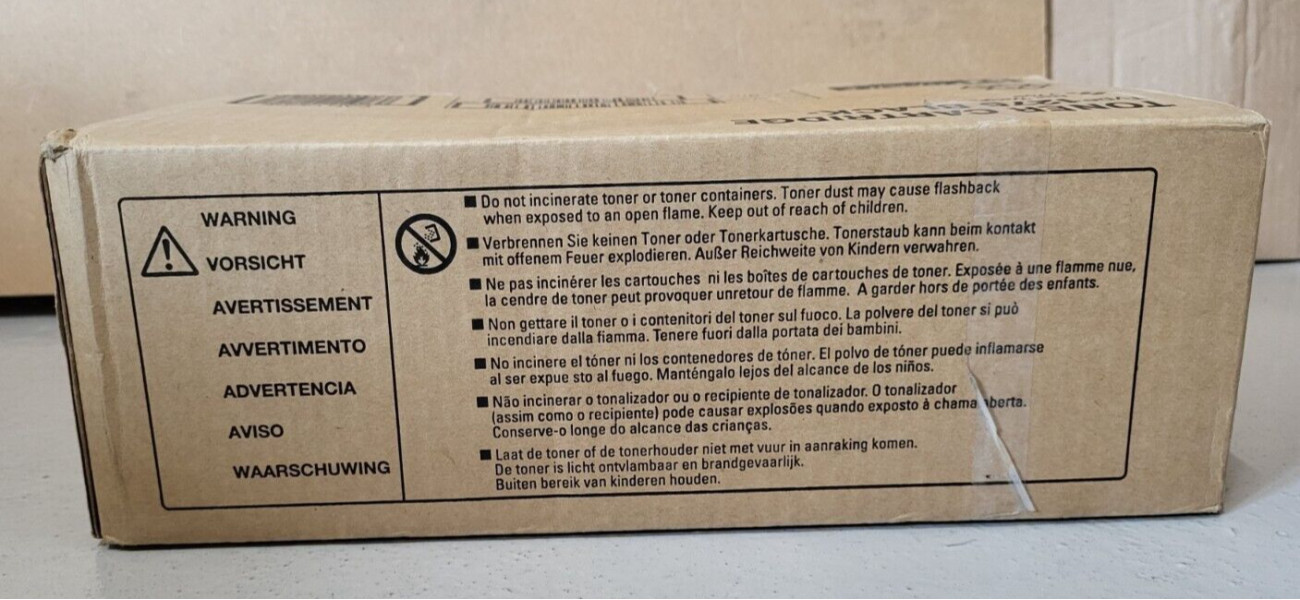 TONER CARTRIDGE
BLACK
WARNING
VORSICHT
AVERTISSEMENT
AVVERTIMENTO
ADVERTENCIA
AVISO
WAARSCHUWING
■ Do not incinerate toner or toner containers. Toner dust may cause flashback
when exposed to an open flame. Keep out of reach of children.
■ Verbrennen Sie keinen Toner oder Tonerkartusche. Tonerstaub kann beim kontakt
mit offenem Feuer explodieren. Außer Reichweite von Kindern verwahren.
■ Ne pas incinérer les cartouches ni les boîtes de cartouches de toner. Exposée à une flamme nue,
la cendre de toner peut provoquer unretour de flamme. A garder hors de portée des enfants.
■ Non gettare il toner o i contenitori del toner sul fuoco. La polvere del toner si può
incendiare dalla fiamma. Tenere fuori dalla portata dei bambini.
■ No incinere el tóner ni los contenedores de tóner. El polvo de tóner puede inflamarse
al ser expue sto al fuego. Manténgalo lejos del alcance de los niños.
■ Não incinerar o tonalizador ou o recipiente de tonalizador. O tonalizador
(assim como o recipiente) pode causar explosões quando exposto à chama aberta.
Conserve-o longe do alcance das crianças.
■ Laat de toner of de tonerhouder niet met vuur in aanraking komen.
De toner is licht ontvlambaar en brandgevaarlijk.
Buiten bereik van kinderen houden.